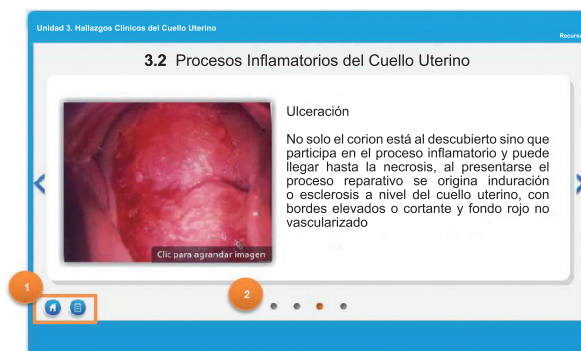 Unidad 3. Hallazgos Clínicos del Cuello Uterino
Recurso
3.2 Procesos Inflamatorios del Cuello Uterino
Ulceración
No solo el corion está al descubierto sino que
participa en el proceso inflamatorio y puede
llegar hasta la necrosis, al presentarse el
proceso reparativo se origina induración
o esclerosis a nivel del cuello uterino, con
bordes elevados o cortante y fondo rojo no
vascularizado
Clic para agrandar imagen
1
2